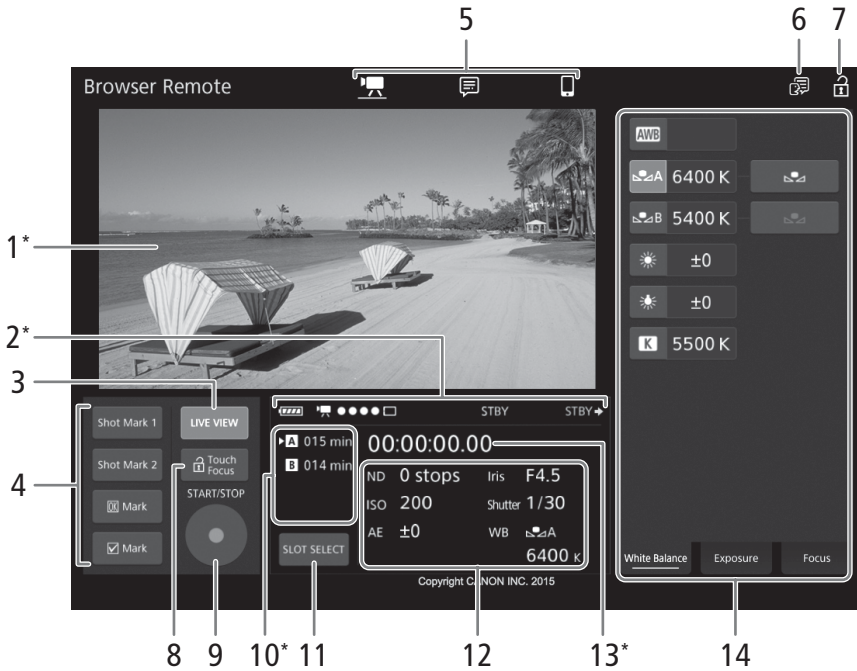 5
6
7
Browser Remote
AWB
A 6400 K
B 5400 K
±0
±0
K 5500 K
1*
2*
3
4
Shot Mark 1
LIVE VIEW
Shot Mark 2
Touch Focus
OK Mark
Mark
START/STOP
STBY
STBY
A 015 min
B 014 min
00:00:00.00
ND 0 stops Iris F4.5
ISO 200 Shutter 1/30
AE ±0 WB A
6400 K
SLOT SELECT
Copyright CANON INC. 2015
White Balance Exposure Focus
8
9
10*
11
12
13*
14